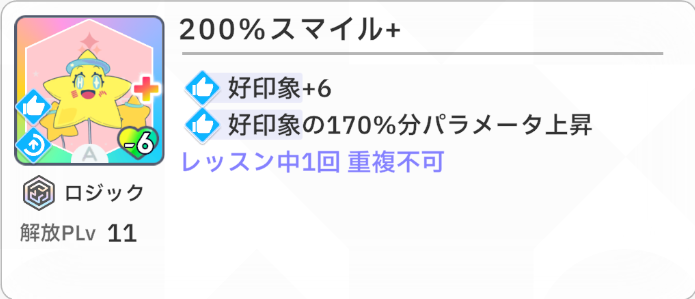 200%スマイル+
好印象+6
好印象の170%分パラメータ上昇
レッスン中1回 重複不可
A
-6
ロジック
解放PLv 11